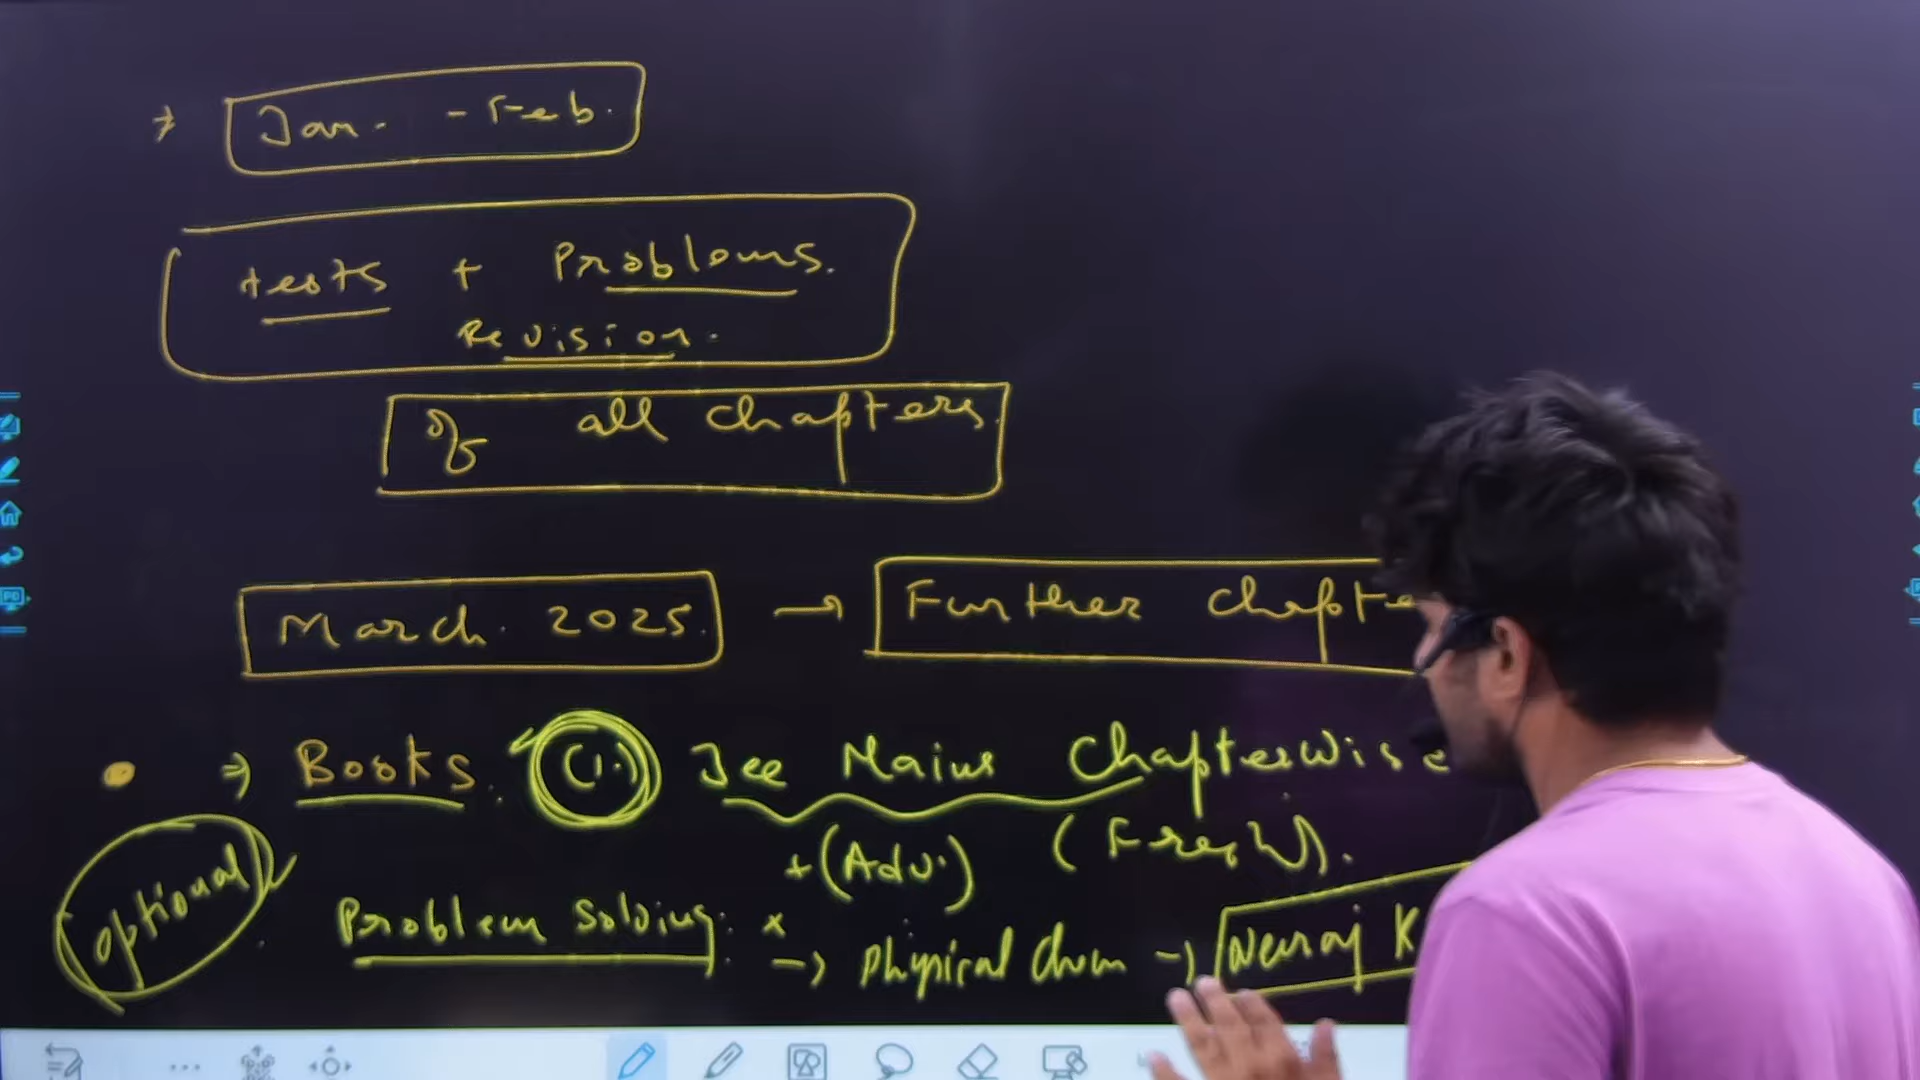 Jan. - Feb.
tests + Problems.
Revision.
of all chapters.
March. 2025. → Further chapte
⇒ Books. (1.) Jee Mains Chapterwise
+ (Adv.) (Fresh).
optional
Problem Solving. → Physical chem → Neeraj K